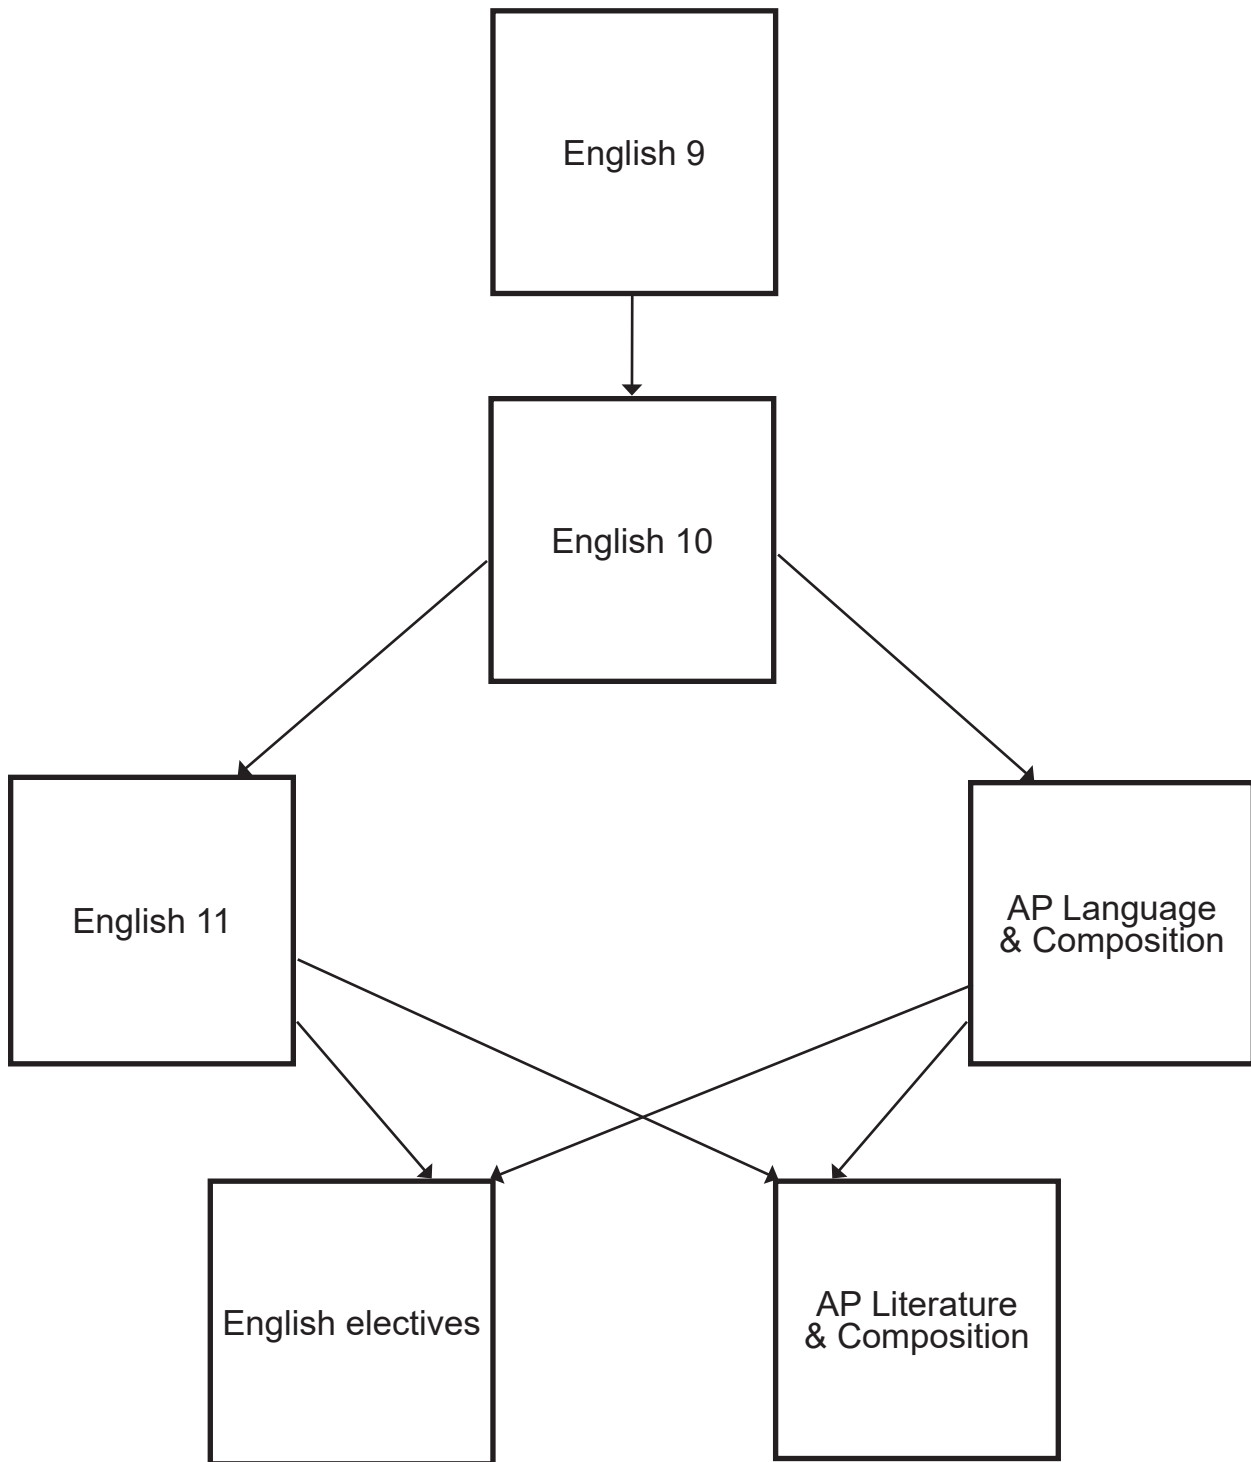 English 9
English 10
English 11
AP Language
& Composition
English electives
AP Literature
& Composition